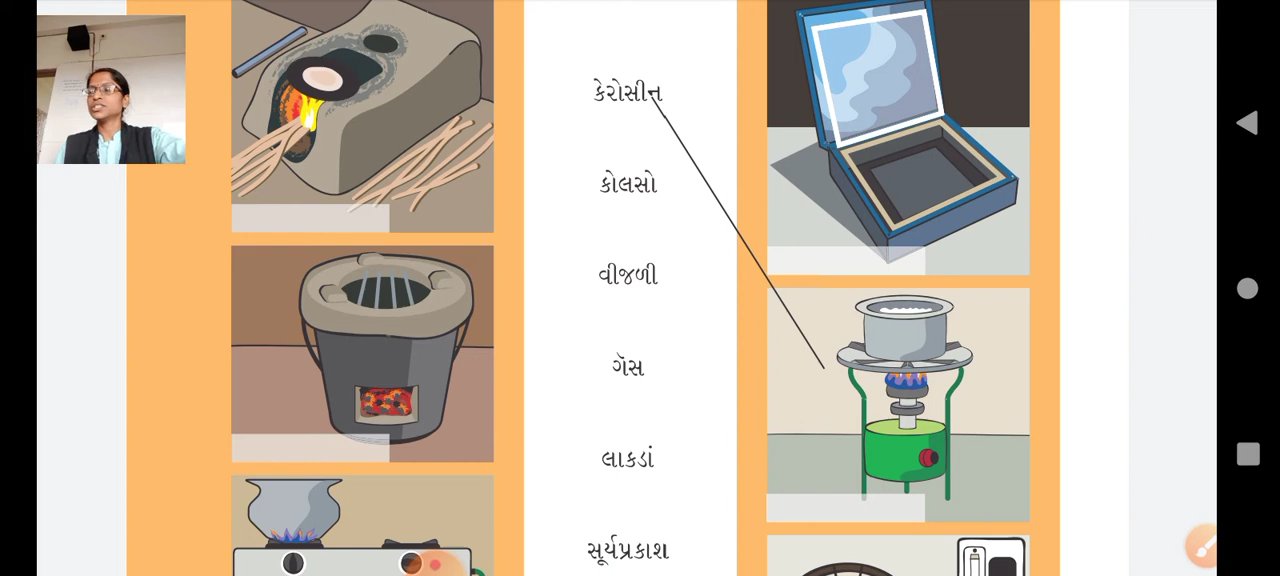 કેરોસીન
કોલસો
વીજળી
ગૅસ
લાકડાં
સૂર્યપ્રકાશ